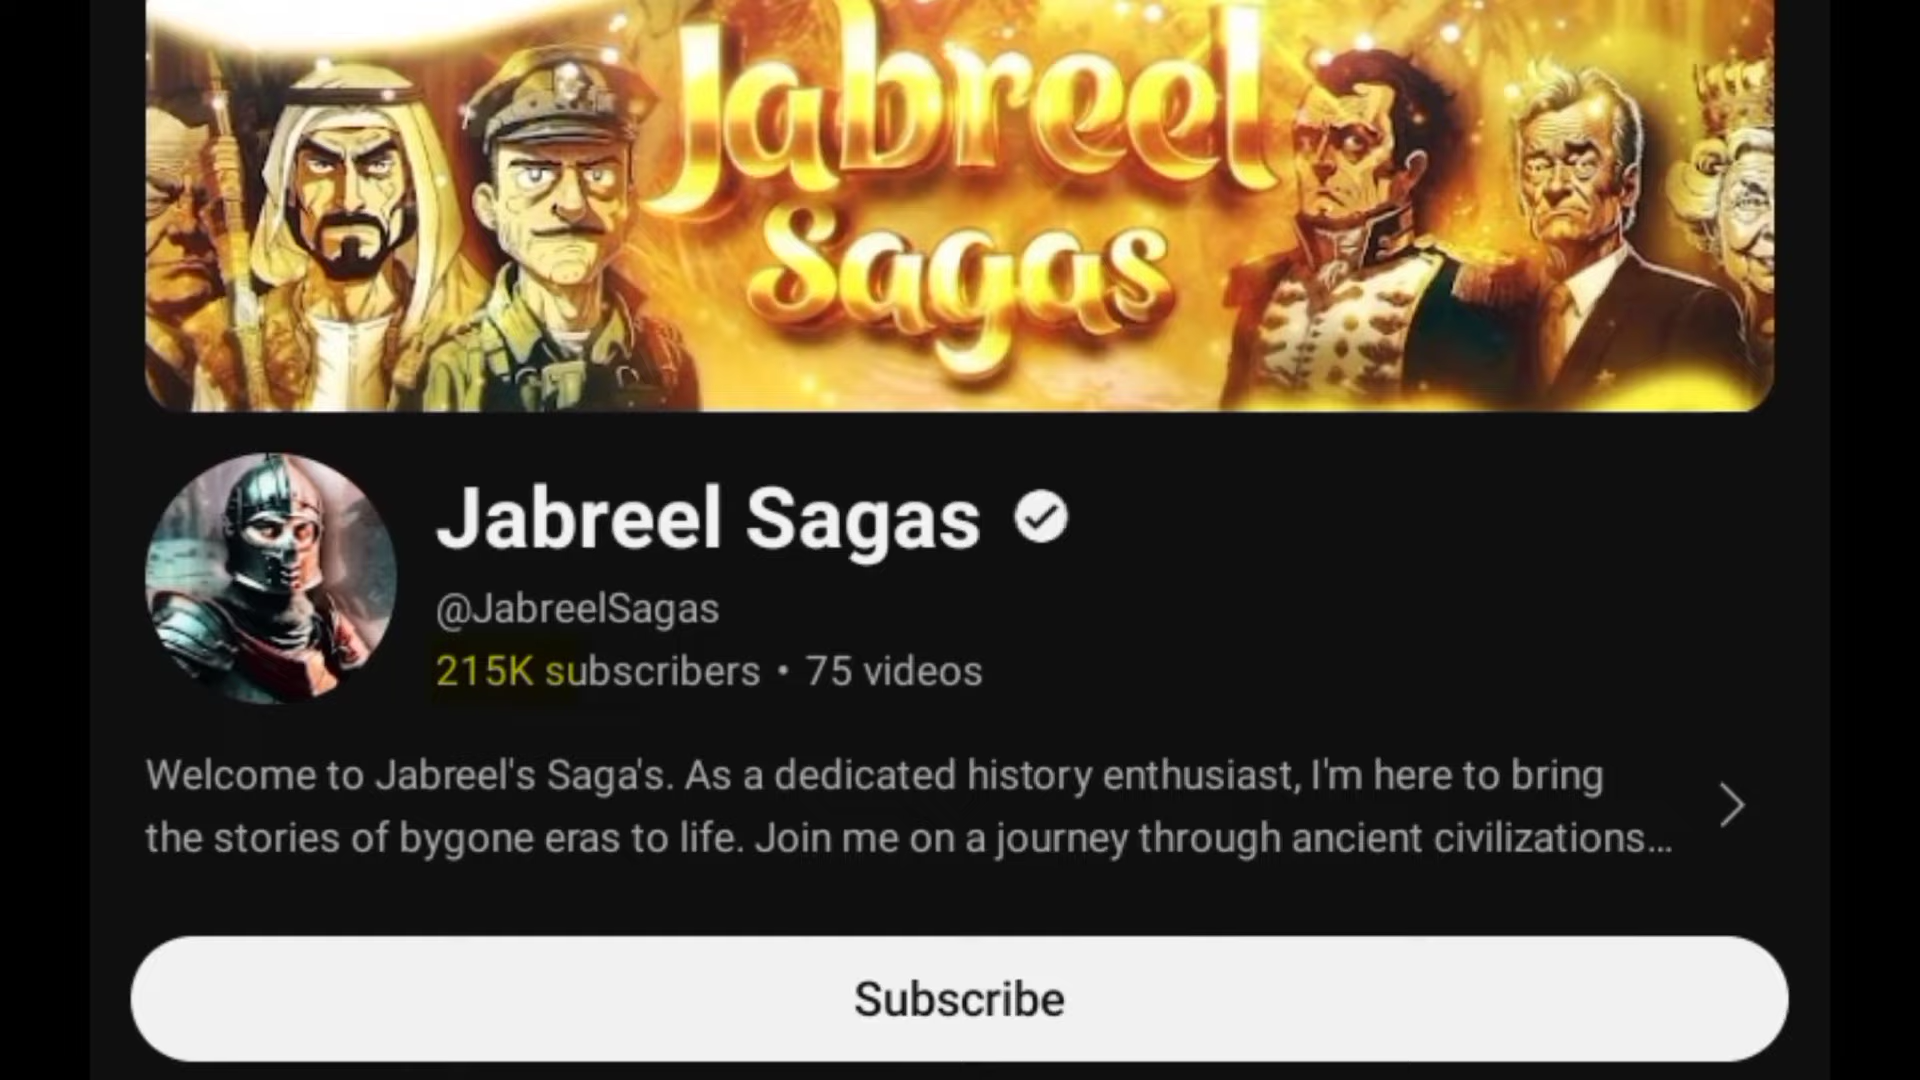 Jabreel
Sagas
Jabreel Sagas
@JabreelSagas
215K subscribers • 75 videos
Welcome to Jabreel's Saga's. As a dedicated history enthusiast, I'm here to bring
the stories of bygone eras to life. Join me on a journey through ancient civilizations...
Subscribe